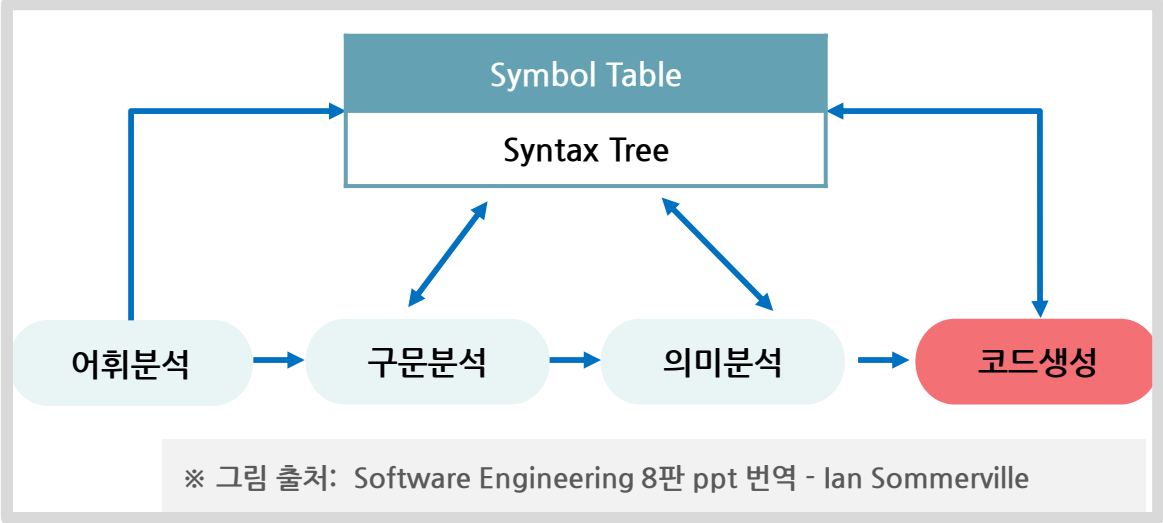 Symbol Table
Syntax Tree
어휘분석
구문분석
의미분석
코드생성
※ 그림 출처: Software Engineering 8판 ppt 번역 - Ian Sommerville